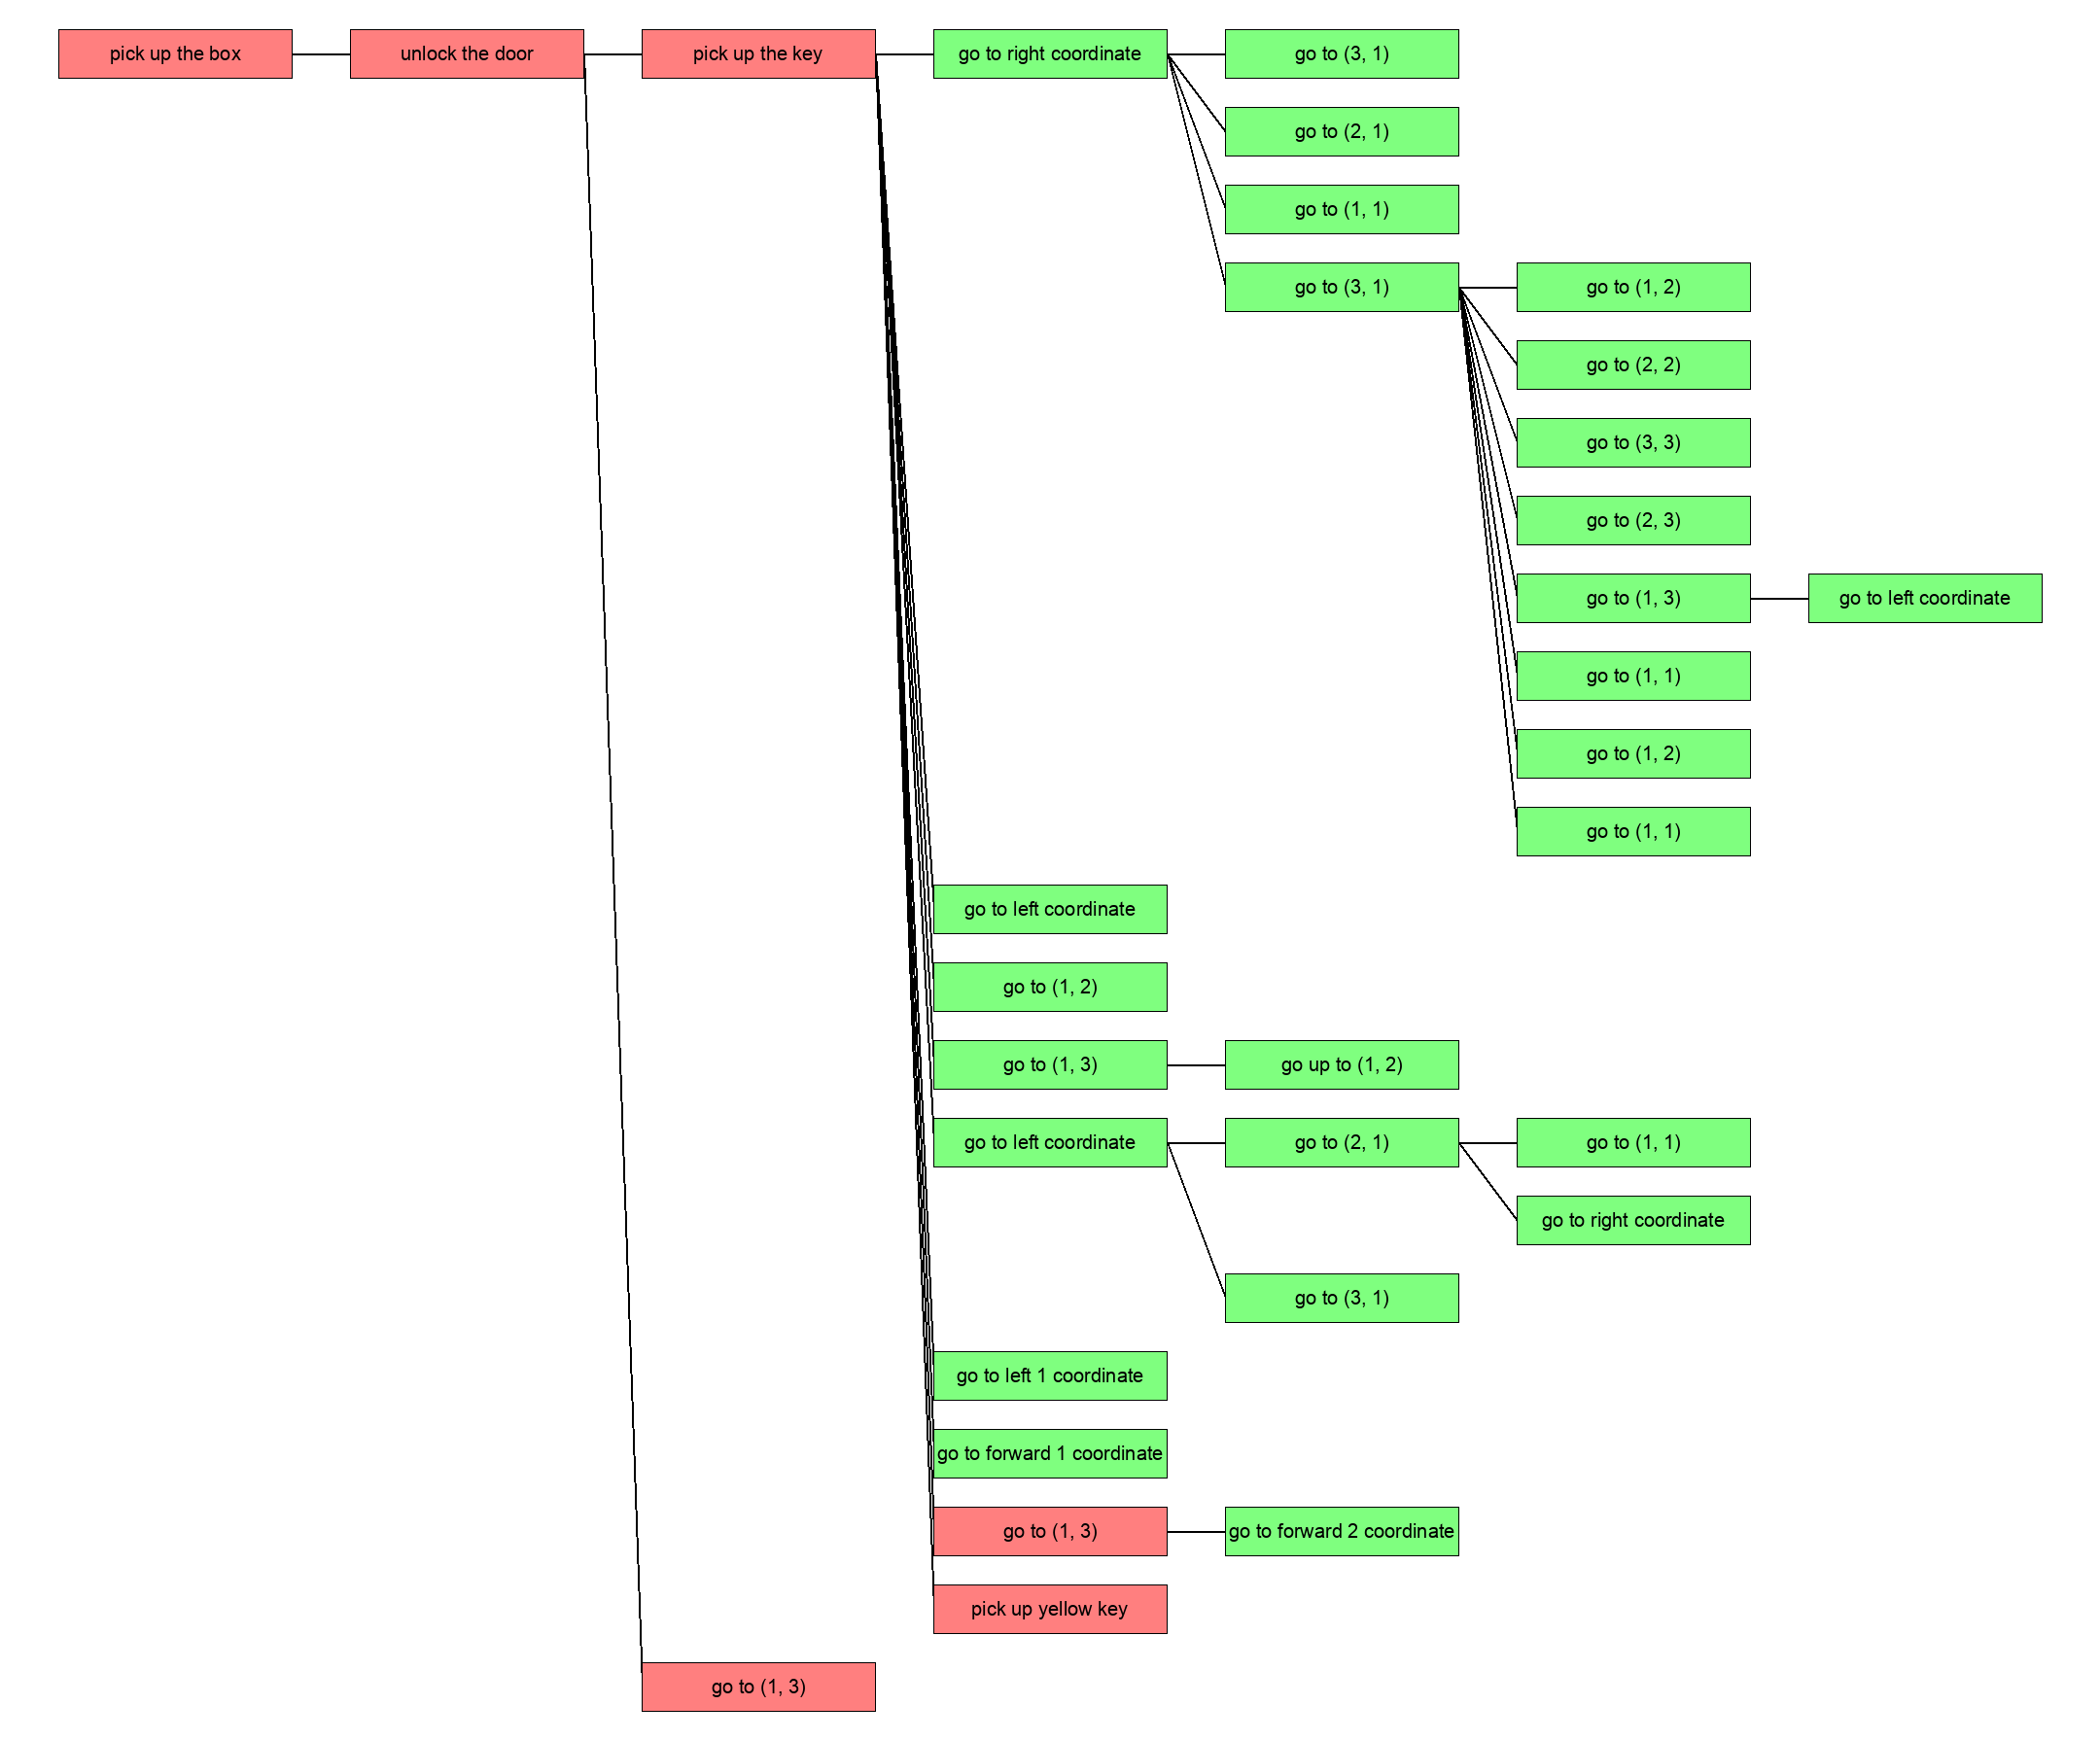 pick up the box
unlock the door
pick up the key
go to right coordinate
go to (3, 1)
go to (2, 1)
go to (1, 1)
go to (3, 1)
go to (1, 2)
go to (2, 2)
go to (3, 3)
go to (2, 3)
go to (1, 3)
go to left coordinate
go to (1, 1)
go to (1, 2)
go to (1, 1)
go to left coordinate
go to (1, 2)
go to (1, 3)
go up to (1, 2)
go to left coordinate
go to (2, 1)
go to (1, 1)
go to right coordinate
go to (3, 1)
go to left 1 coordinate
go to forward 1 coordinate
go to (1, 3)
go to forward 2 coordinate
pick up yellow key
go to (1, 3)